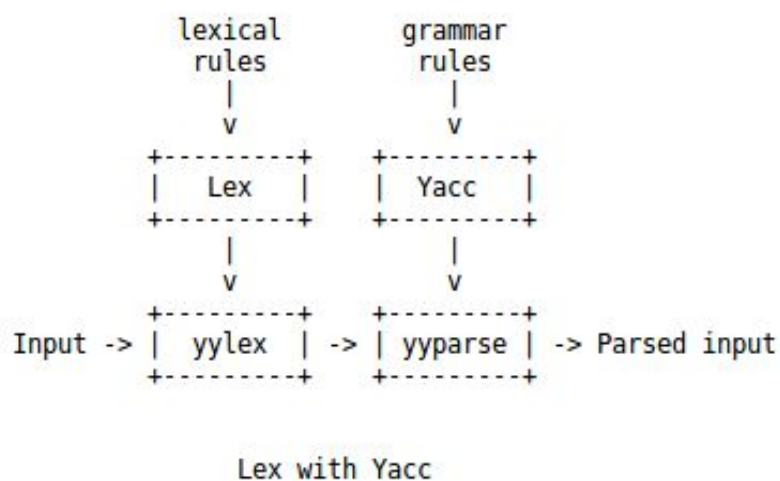 lexical grammar
rules rules
| |
v v
+---------+ +---------+
| Lex | | Yacc |
+---------+ +---------+
| |
v v
+---------+ +---------+
Input -> | yylex | -> | yyparse | -> Parsed input
+---------+ +---------+
Lex with Yacc